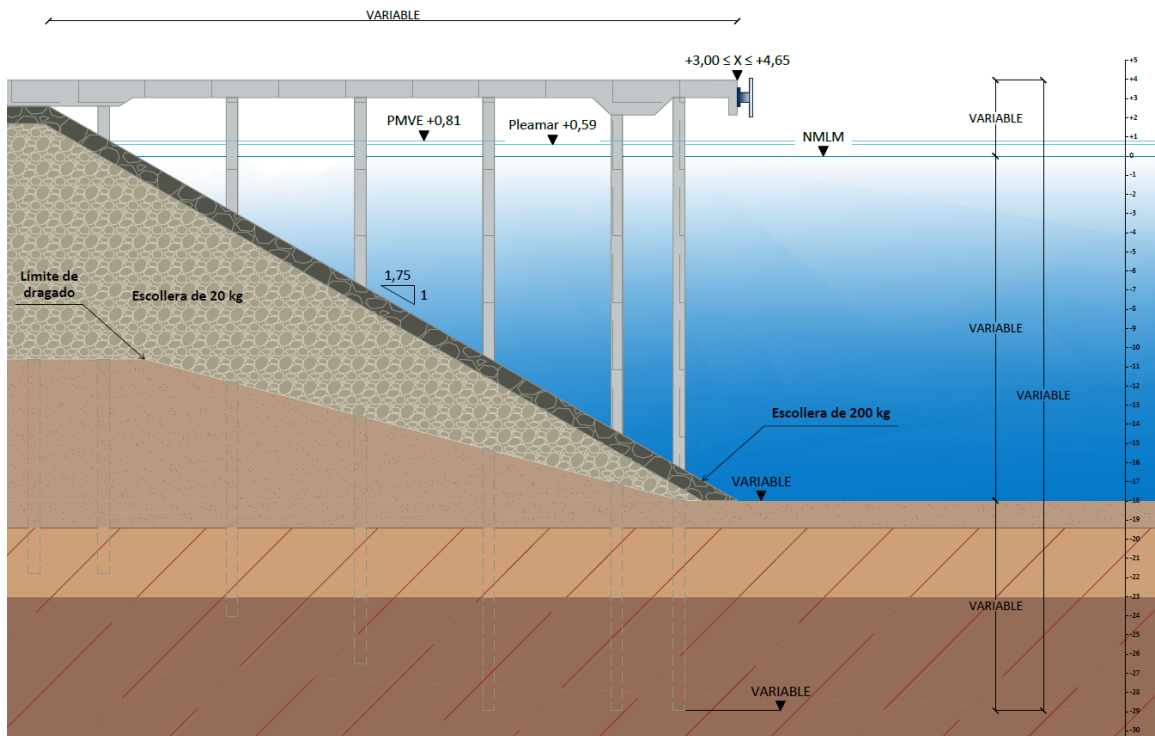 VARIABLE
+3,00 ≤ X ≤ +4,65
PMVE +0,81
Pleamar +0,59
NMLM
VARIABLE
1,75
1
Límite de
dragado
Escollera de 20 kg
VARIABLE
VARIABLE
Escollera de 200 kg
VARIABLE
VARIABLE
VARIABLE
+5
+4
+3
+2
+1
0
-1
-2
-3
-4
-5
-6
-7
-8
-9
-10
-11
-12
-13
-14
-15
-16
-17
-18
-19
-20
-21
-22
-23
-24
-25
-26
-27
-28
-29
-30